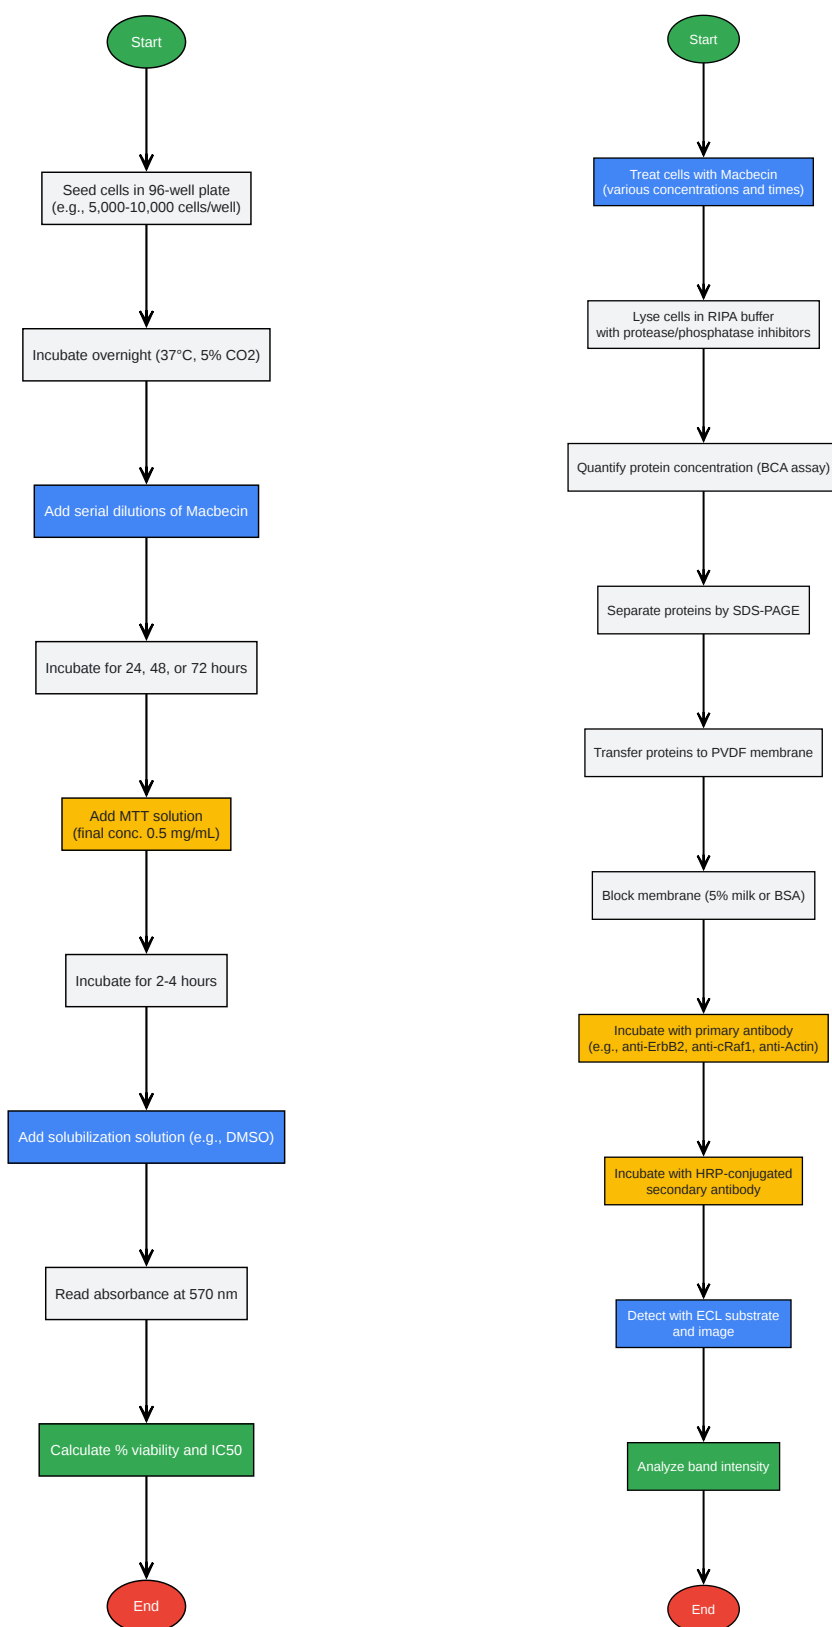 Start
Seed cells in 96-well plate
(e.g., 5,000-10,000 cells/well)
Incubate overnight (37°C, 5% CO2)
Add serial dilutions of Macbecin
Incubate for 24, 48, or 72 hours
Add MTT solution
(final conc. 0.5 mg/mL)
Incubate for 2-4 hours
Add solubilization solution (e.g., DMSO)
Read absorbance at 570 nm
Calculate % viability and IC50
End
Start
Treat cells with Macbecin
(various concentrations and times)
Lyse cells in RIPA buffer
with protease/phosphatase inhibitors
Quantify protein concentration (BCA assay)
Separate proteins by SDS-PAGE
Transfer proteins to PVDF membrane
Block membrane (5% milk or BSA)
Incubate with primary antibody
(e.g., anti-ErbB2, anti-cRaf1, anti-Actin)
Incubate with HRP-conjugated
secondary antibody
Detect with ECL substrate
and image
Analyze band intensity
End